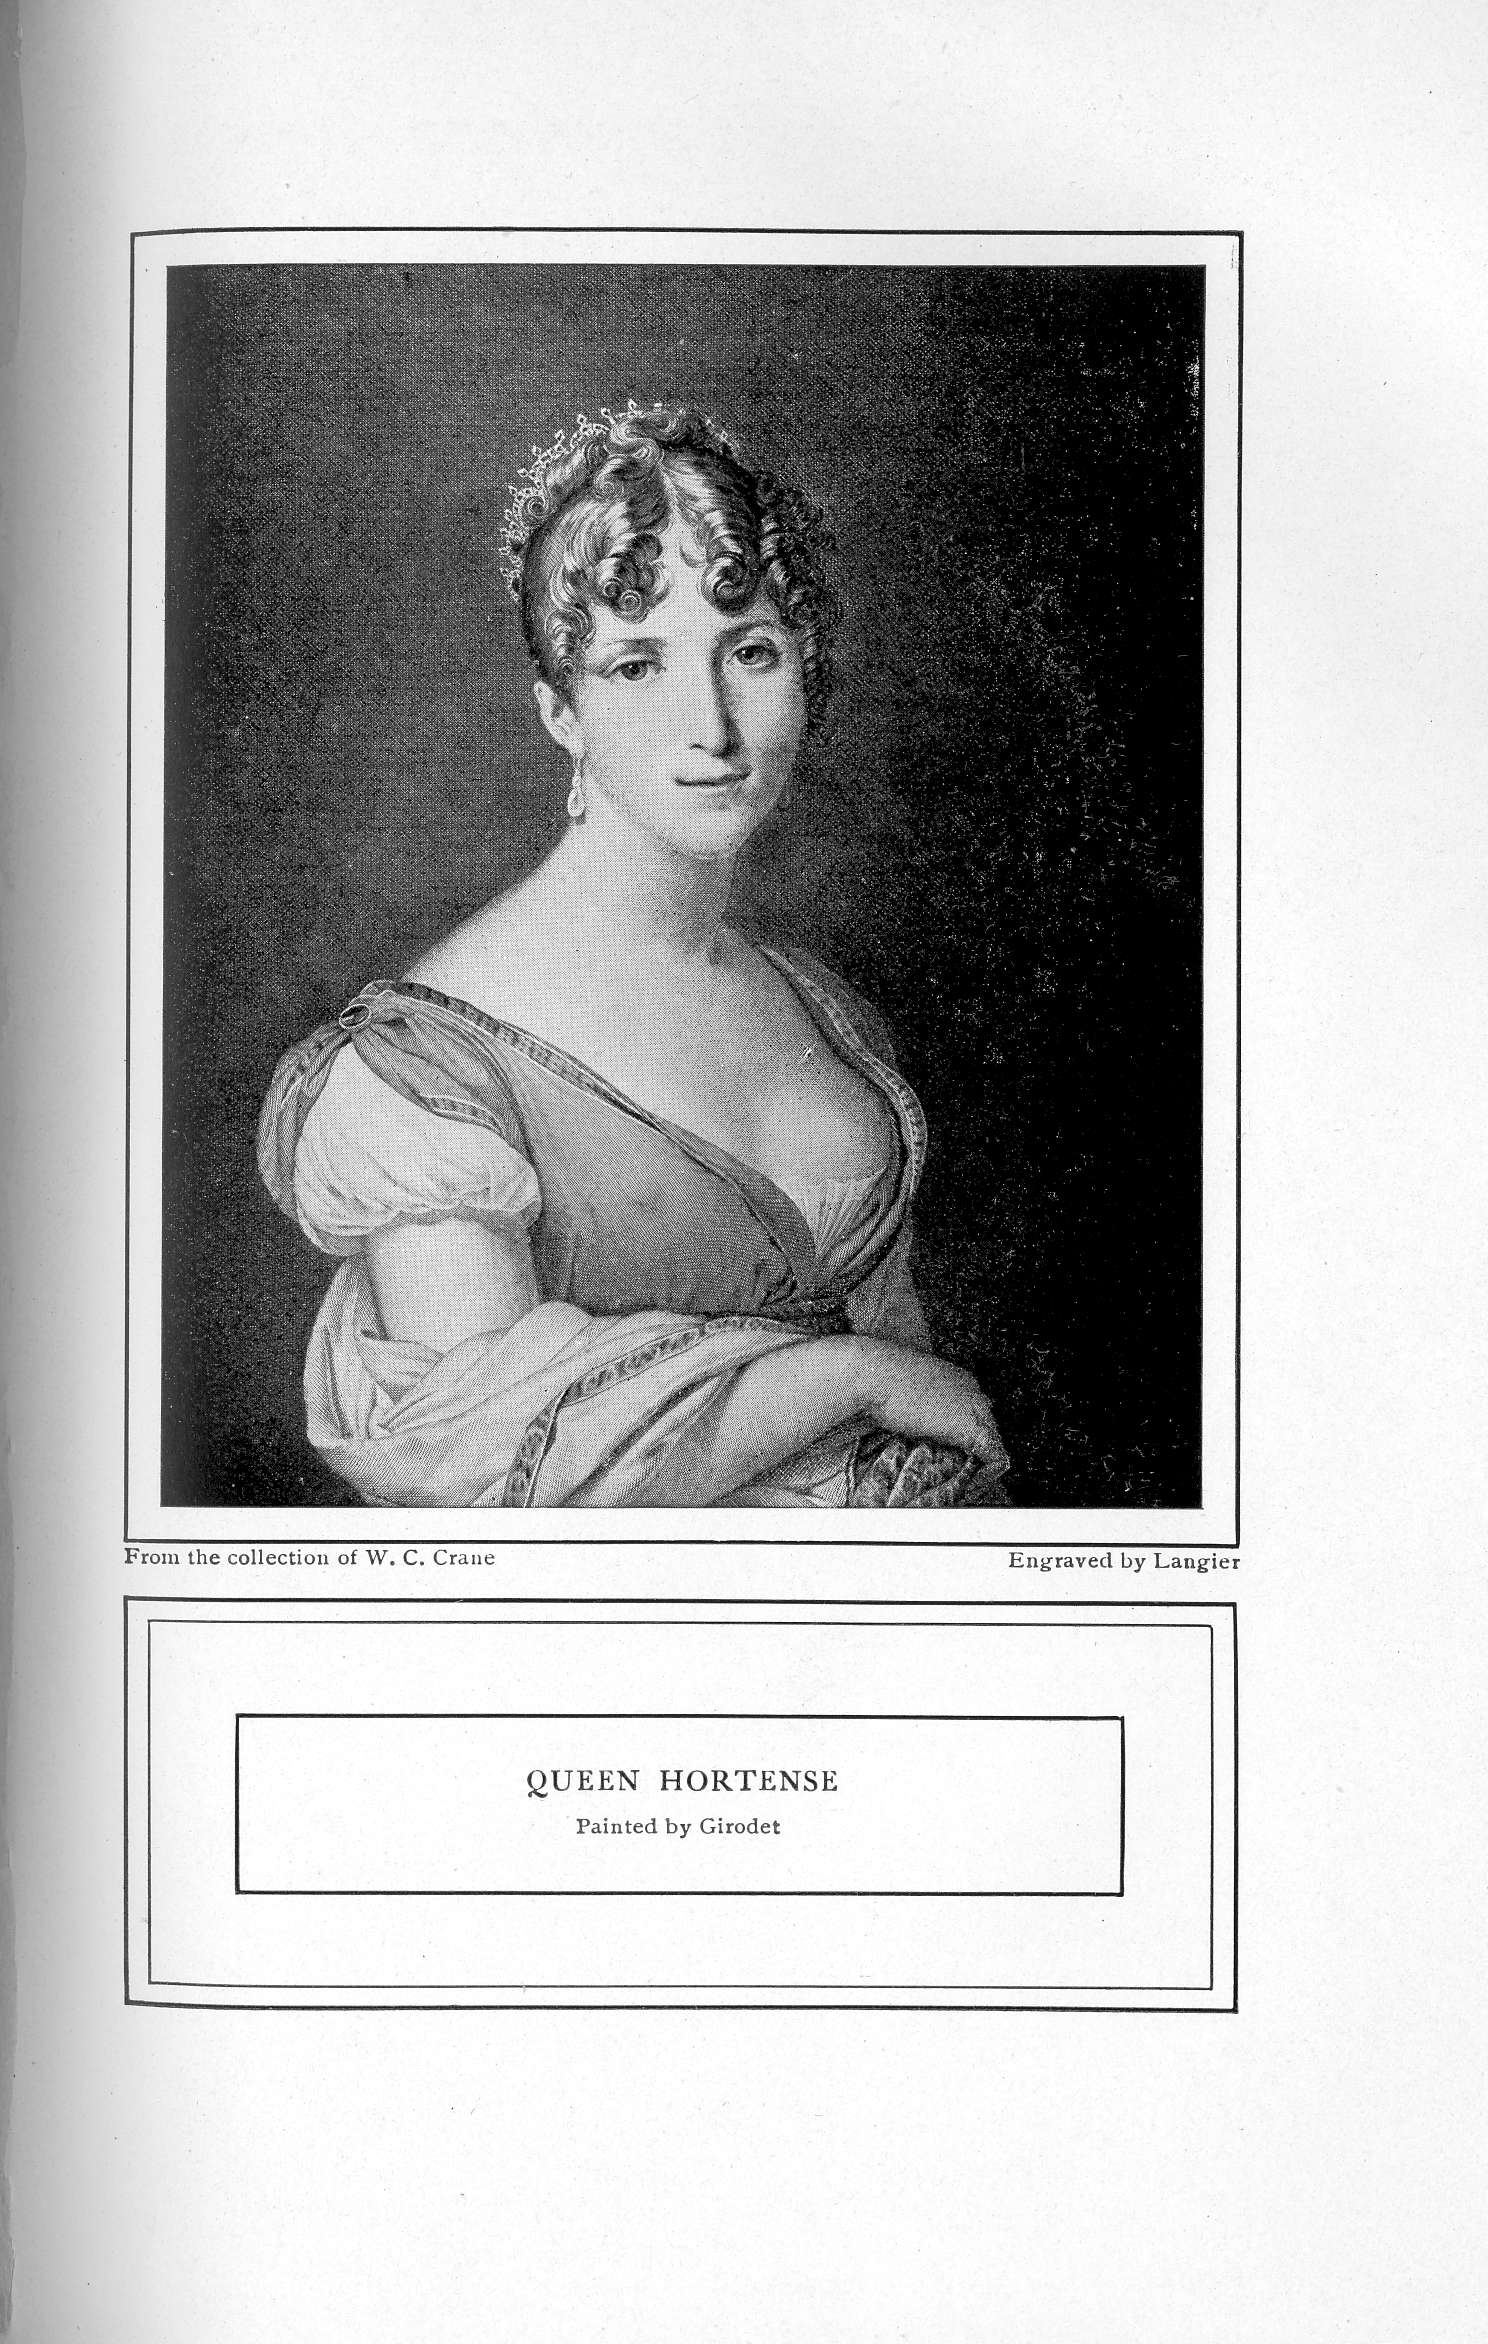 From the collection of W. C. Crane
Engraved by Langier
QUEEN HORTENSE
Painted by Girodet